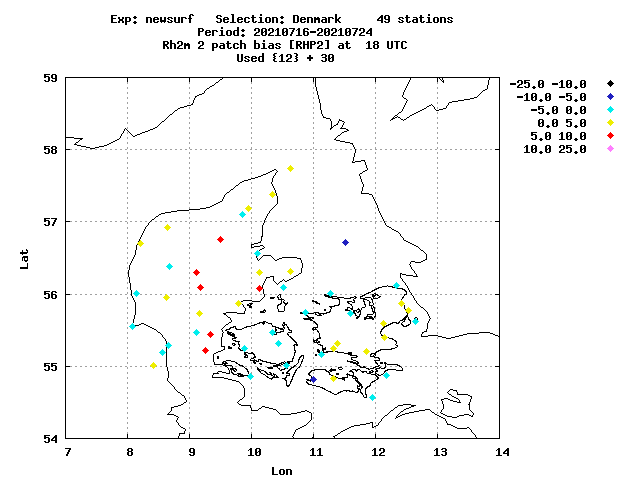 Exp: newsurf   Selection: Denmark     49 stations
Period: 20210716-20210724
Rh2m 2 patch bias [RHP2] at  18 UTC
Used {12} + 30
-25.0 -10.0
-10.0 -5.0
-5.0 0.0
0.0 5.0
5.0 10.0
10.0 25.0
59
58
57
56
55
54
Lat
7 8 9 10 11 12 13 14
Lon